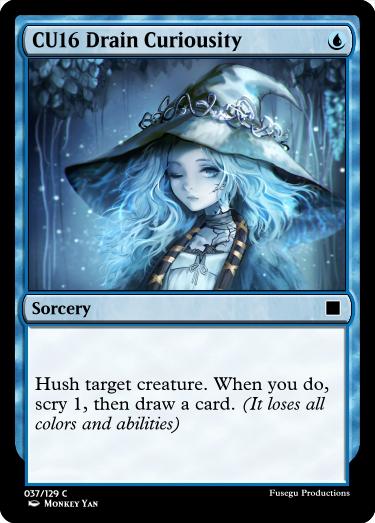 CU16 Drain Curiousity
Sorcery
Hush target creature. When you do,
scry 1, then draw a card. (It loses all
colors and abilities)
037/129 C
Fusegu Productions
Monkey Yan